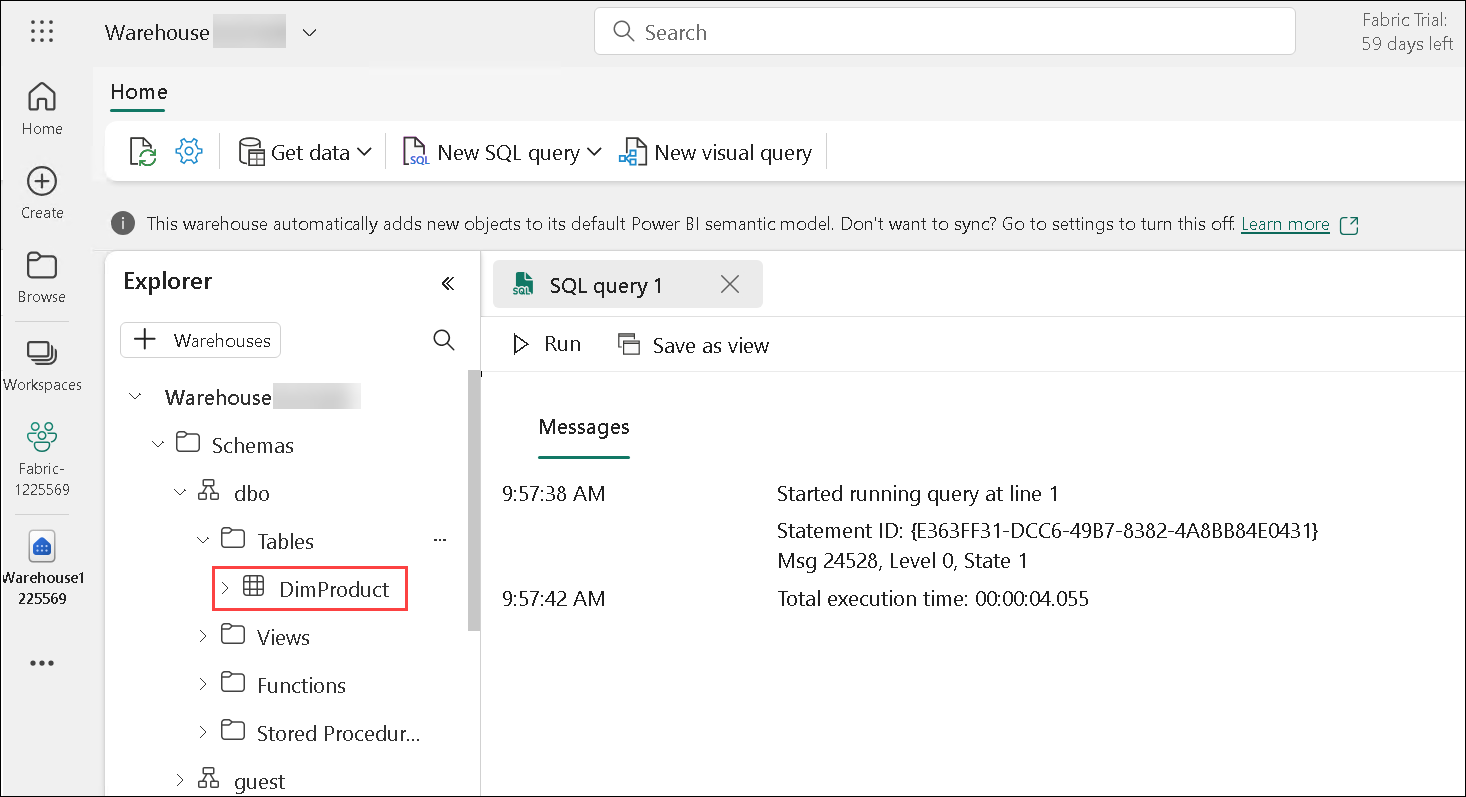 Warehouse
Search
Fabric Trial:
59 days left
Home
Home
Create
Browse
Workspaces
Fabric-
1225569
Warehouse1
225569
Get data
SQL
New SQL query
New visual query
This warehouse automatically adds new objects to its default Power BI semantic model. Don't want to sync? Go to settings to turn this off. Learn more
Explorer
Warehouses
Warehouse
Schemas
dbo
Tables
...
DimProduct
Views
Functions
Stored Procedur...
guest
SQL
SQL query 1
Run
Save as view
Messages
9:57:38 AM
Started running query at line 1
Statement ID: {E363FF31-DCC6-49B7-8382-4A8BB84E0431}
Msg 24528, Level 0, State 1
9:57:42 AM
Total execution time: 00:00:04.055